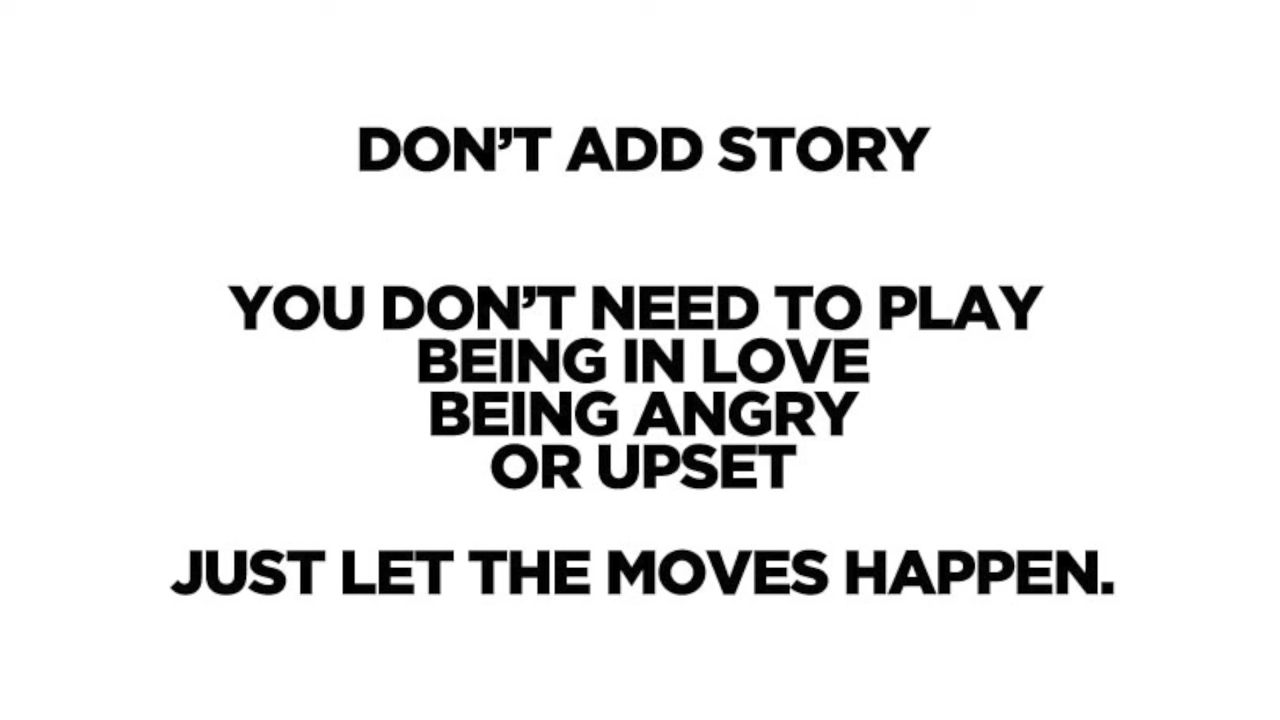 DON'T ADD STORY
YOU DON'T NEED TO PLAY
BEING IN LOVE
BEING ANGRY
OR UPSET
JUST LET THE MOVES HAPPEN.